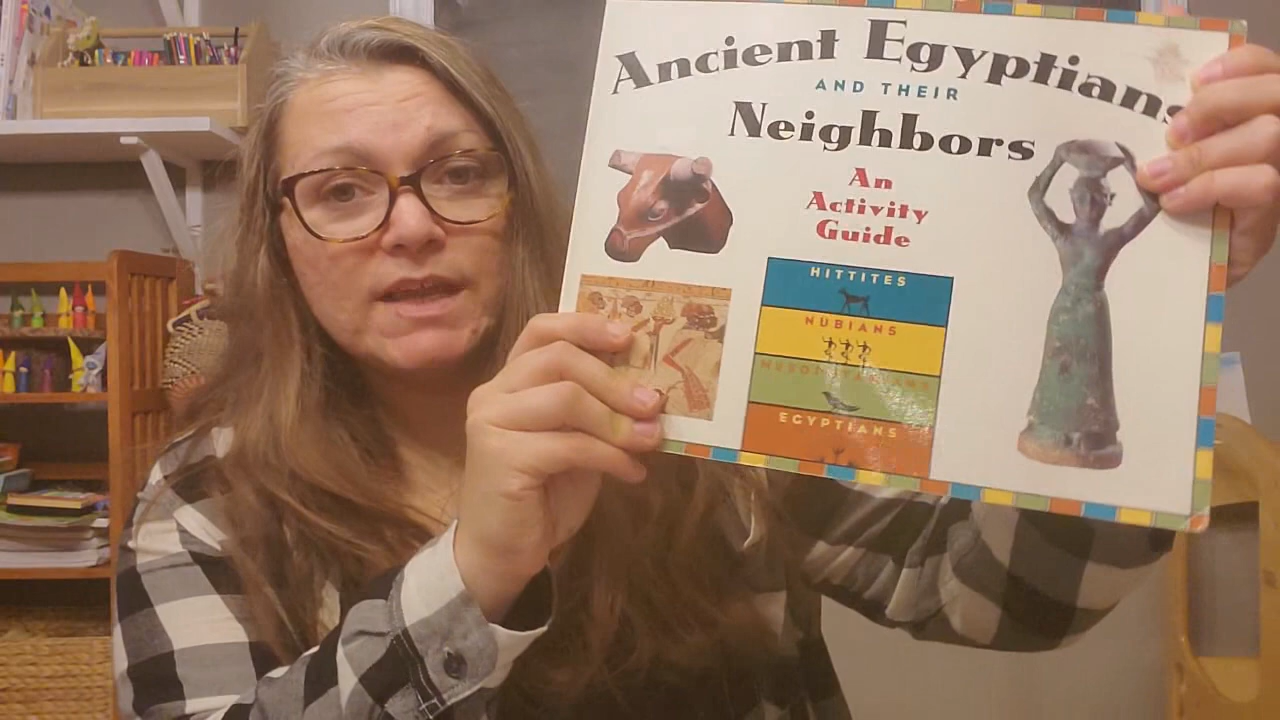 Ancient Egyptians
AND THEIR
Neighbors
An
Activity
Guide
HITTITES
NUBIANS
MESOPOTAMIANS
EGYPTIANS